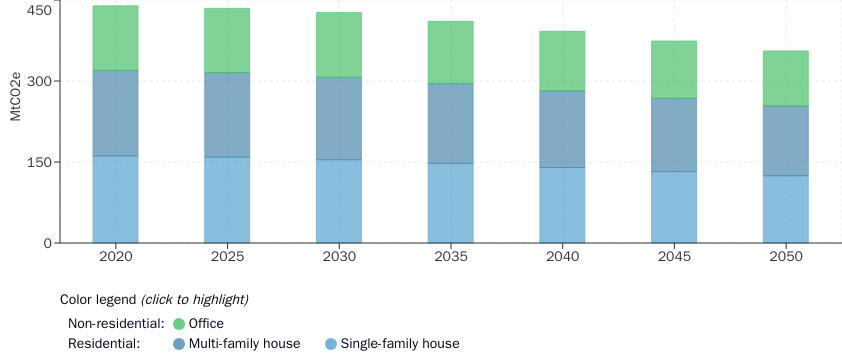 450
300
150
0
MtCO2e
2020 2025 2030 2035 2040 2045 2050
Color legend (click to highlight)
Non-residential: Office
Residential: Multi-family house Single-family house